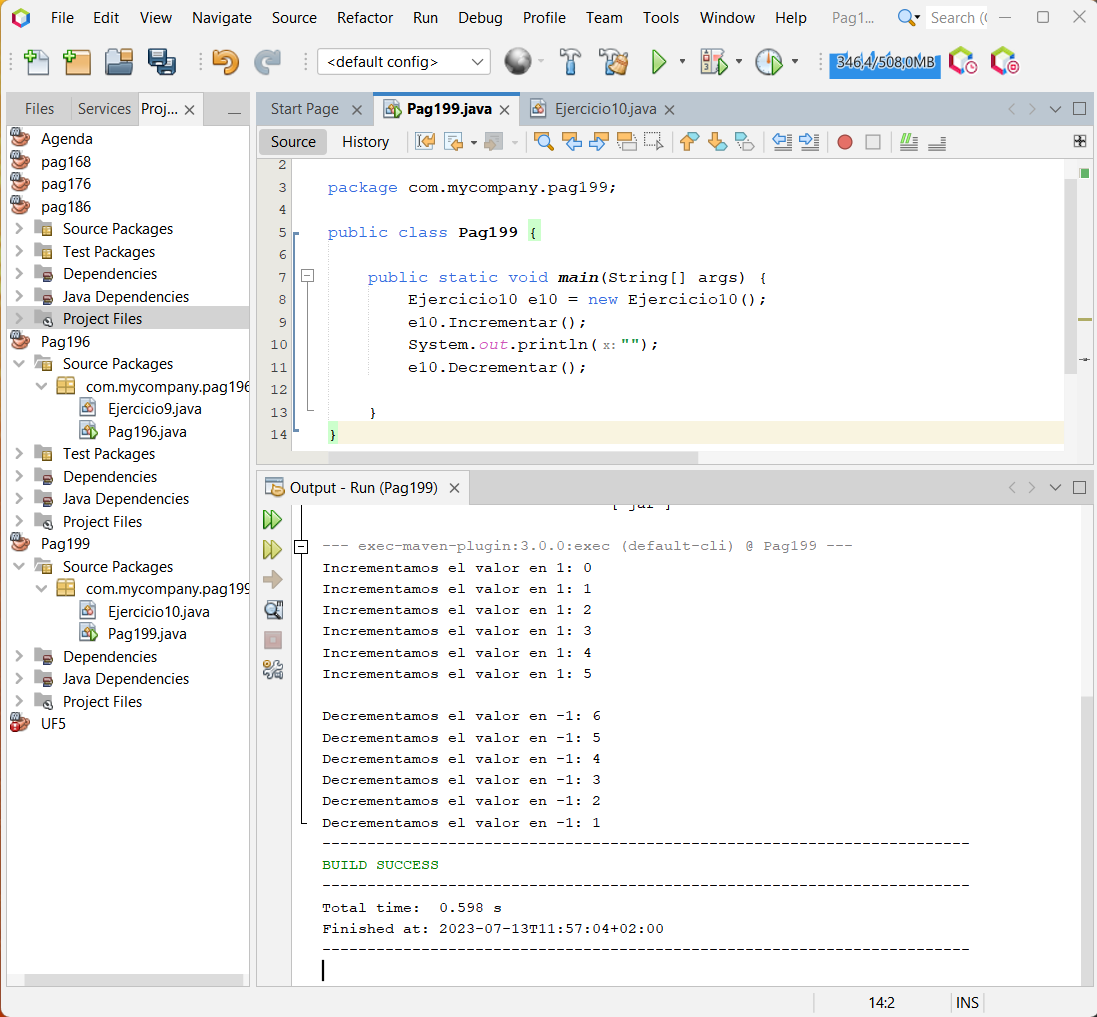 File Edit View Navigate Source Refactor Run Debug Profile Team Tools Window Help Pag1... Search (
<default config> 346,4/508,0MB
Files Services Proj...
Agenda
pag168
pag176
pag186
Source Packages
Test Packages
Dependencies
Java Dependencies
Project Files
Pag196
Source Packages
com.mycompany.pag196
Ejercicio9.java
Pag196.java
Test Packages
Dependencies
Java Dependencies
Project Files
Pag199
Source Packages
com.mycompany.pag199
Ejercicio10.java
Pag199.java
Dependencies
Java Dependencies
Project Files
UF5
Start Page Pag199.java Ejercicio10.java
Source History
2
3 package com.mycompany.pag199;
4
5 public class Pag199 {
6
7 public static void main(String[] args) {
8 Ejercicio10 e10 = new Ejercicio10();
9 e10.Incrementar();
10 System.out.println(x:"");
11 e10.Decrementar();
12
13 }
14 }
Output - Run (Pag199)
[ jar ]
--- exec-maven-plugin:3.0.0:exec (default-cli) @ Pag199 ---
Incrementamos el valor en 1: 0
Incrementamos el valor en 1: 1
Incrementamos el valor en 1: 2
Incrementamos el valor en 1: 3
Incrementamos el valor en 1: 4
Incrementamos el valor en 1: 5
Decrementamos el valor en -1: 6
Decrementamos el valor en -1: 5
Decrementamos el valor en -1: 4
Decrementamos el valor en -1: 3
Decrementamos el valor en -1: 2
Decrementamos el valor en -1: 1
------------------------------------------------------------------------
BUILD SUCCESS
------------------------------------------------------------------------
Total time:  0.598 s
Finished at: 2023-07-13T11:57:04+02:00
------------------------------------------------------------------------
14:2 INS